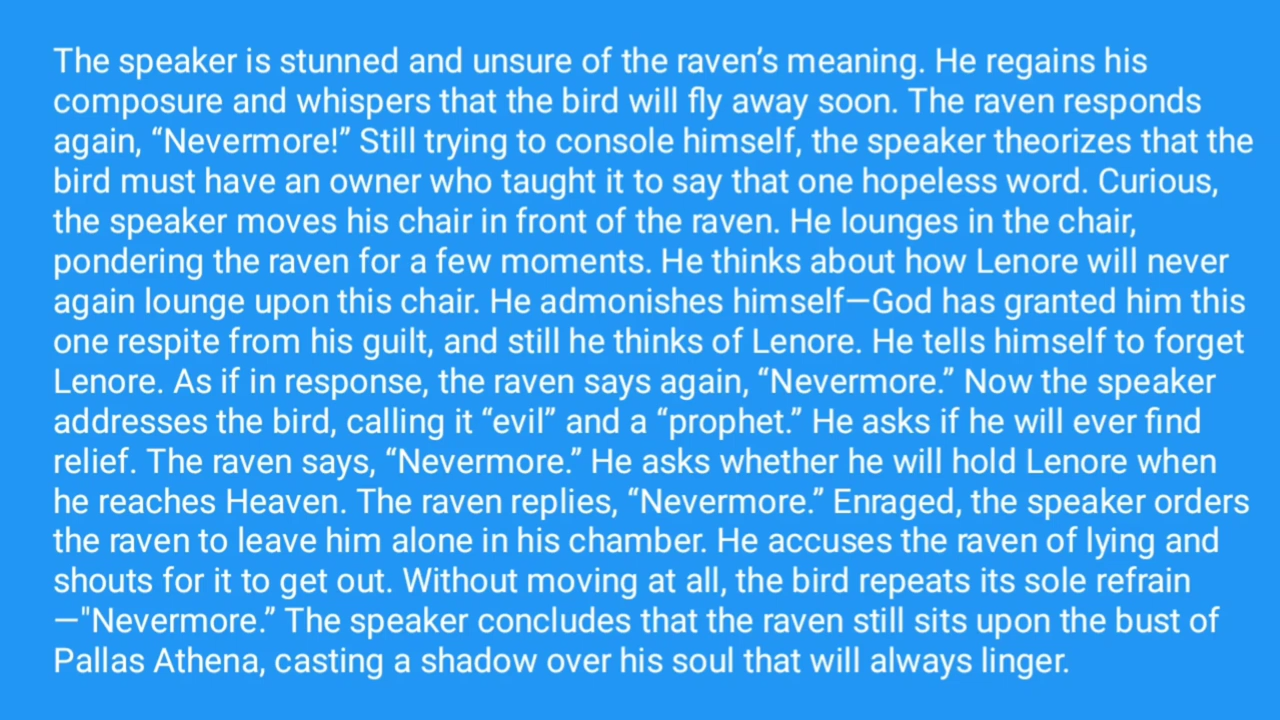 The speaker is stunned and unsure of the raven’s meaning. He regains his
composure and whispers that the bird will fly away soon. The raven responds
again, “Nevermore!” Still trying to console himself, the speaker theorizes that the
bird must have an owner who taught it to say that one hopeless word. Curious,
the speaker moves his chair in front of the raven. He lounges in the chair,
pondering the raven for a few moments. He thinks about how Lenore will never
again lounge upon this chair. He admonishes himself—God has granted him this
one respite from his guilt, and still he thinks of Lenore. He tells himself to forget
Lenore. As if in response, the raven says again, “Nevermore.” Now the speaker
addresses the bird, calling it “evil” and a “prophet.” He asks if he will ever find
relief. The raven says, “Nevermore.” He asks whether he will hold Lenore when
he reaches Heaven. The raven replies, “Nevermore.” Enraged, the speaker orders
the raven to leave him alone in his chamber. He accuses the raven of lying and
shouts for it to get out. Without moving at all, the bird repeats its sole refrain
—"Nevermore.” The speaker concludes that the raven still sits upon the bust of
Pallas Athena, casting a shadow over his soul that will always linger.